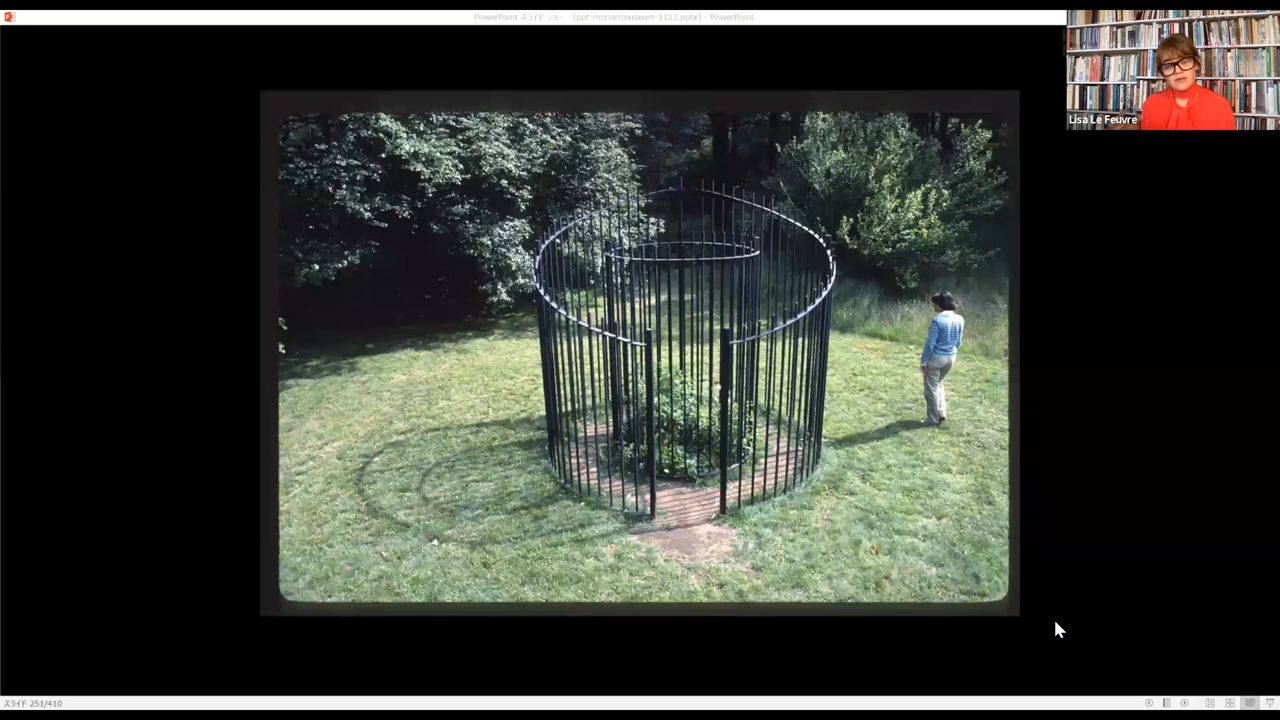 PowerPoint スライド ショー - [ppt-moriartmuseum-1122.pptx] - PowerPoint
Lisa Le Feuvre
スライド 251/410